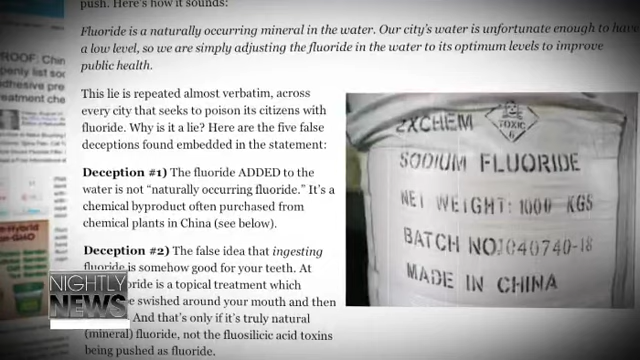 push. Here's how it sounds:
Fluoride is a naturally occurring mineral in the water. Our city's water is unfortunate enough to have
a low level, so we are simply adjusting the fluoride in the water to its optimum levels to improve
public health.
This lie is repeated almost verbatim, across
every city that seeks to poison its citizens with
fluoride. Why is it a lie? Here are the five false
deceptions found embedded in the statement:
Deception #1) The fluoride ADDED to the
water is not "naturally occurring fluoride." It's a
chemical byproduct often purchased from
chemical plants in China (see below).
Deception #2) The false idea that ingesting
fluoride is somehow good for your teeth. At
is a topical treatment which
swished around your mouth and then
And that's only if it's truly natural
(mineral) fluoride, not the fluosilicic acid toxins
being pushed as fluoride.
ZXCHEM
TOXIC
6
SODIUM FLUORIDE
NET WEIGHT: 1000 KGS
BATCH NO: 040740-18
MADE IN CHINA
NIGHTLY
NEWS